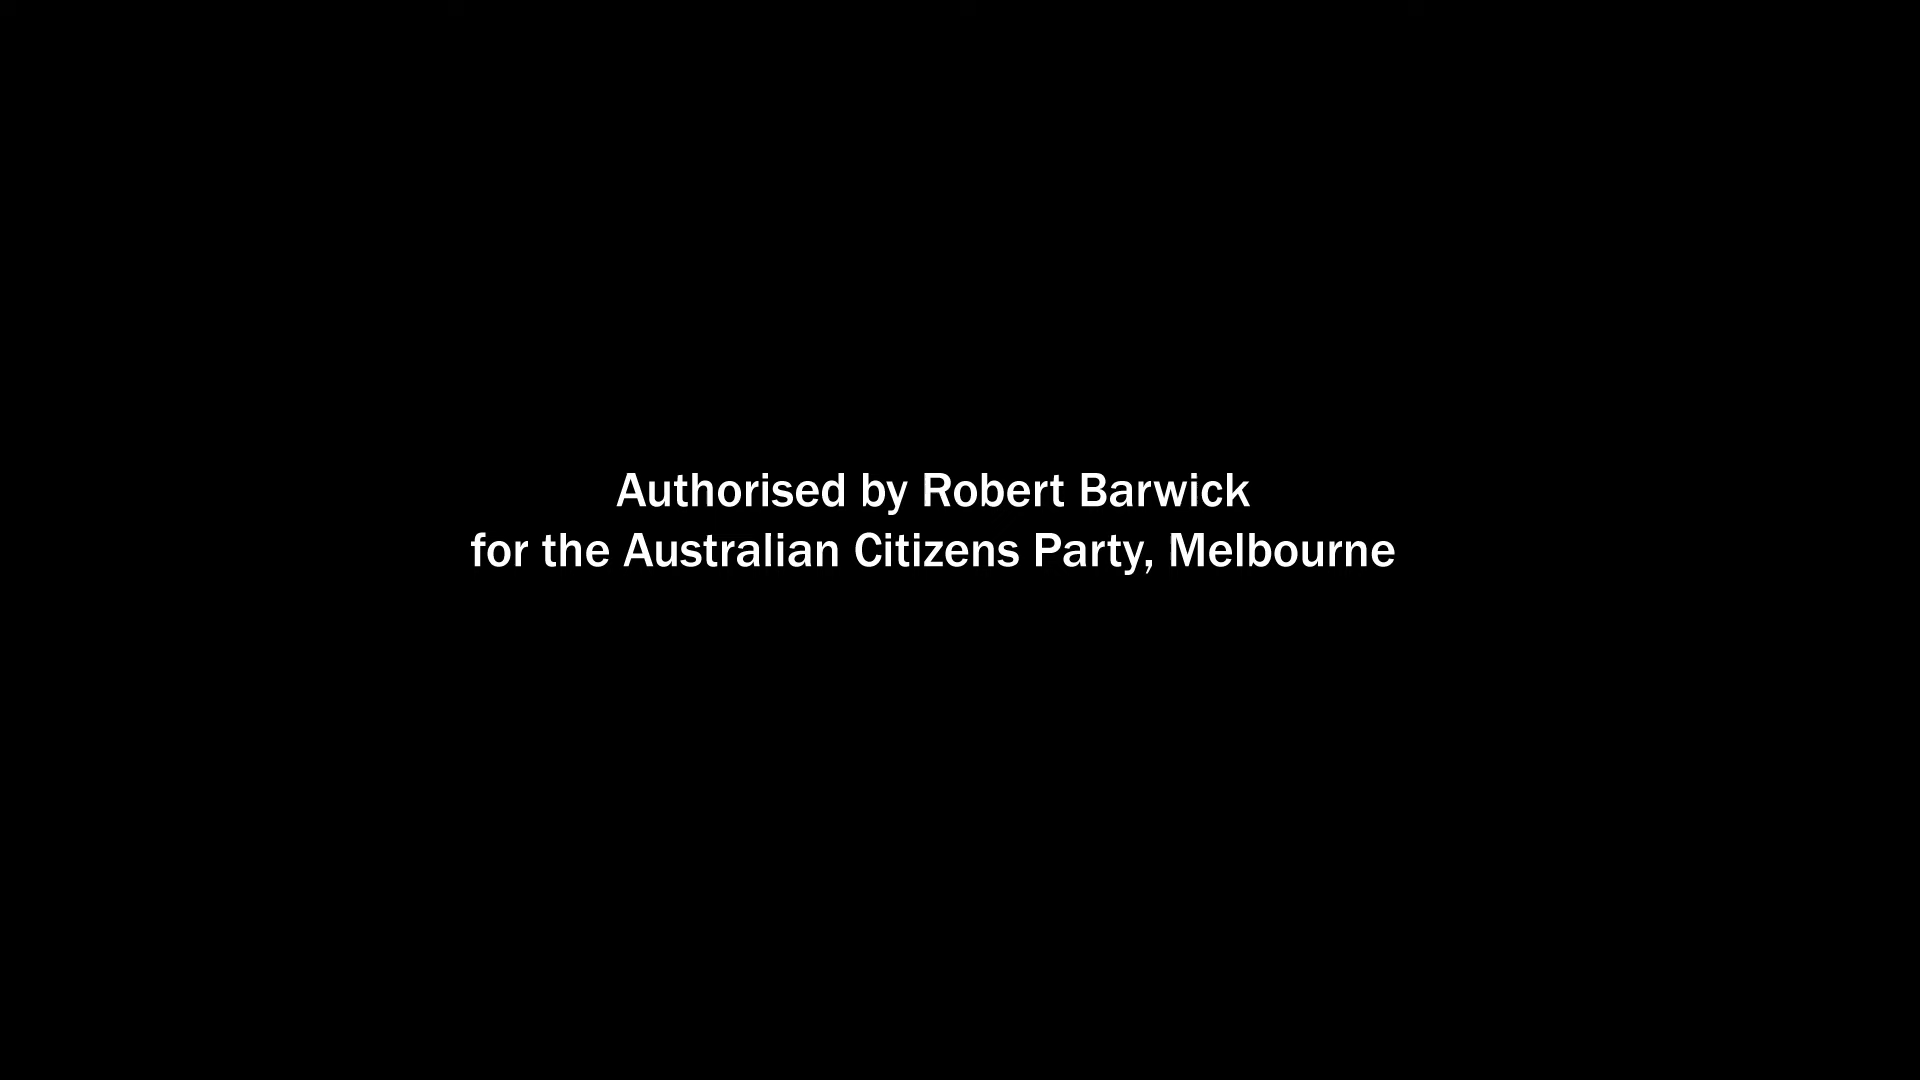 Authorised by Robert Barwick
for the Australian Citizens Party, Melbourne